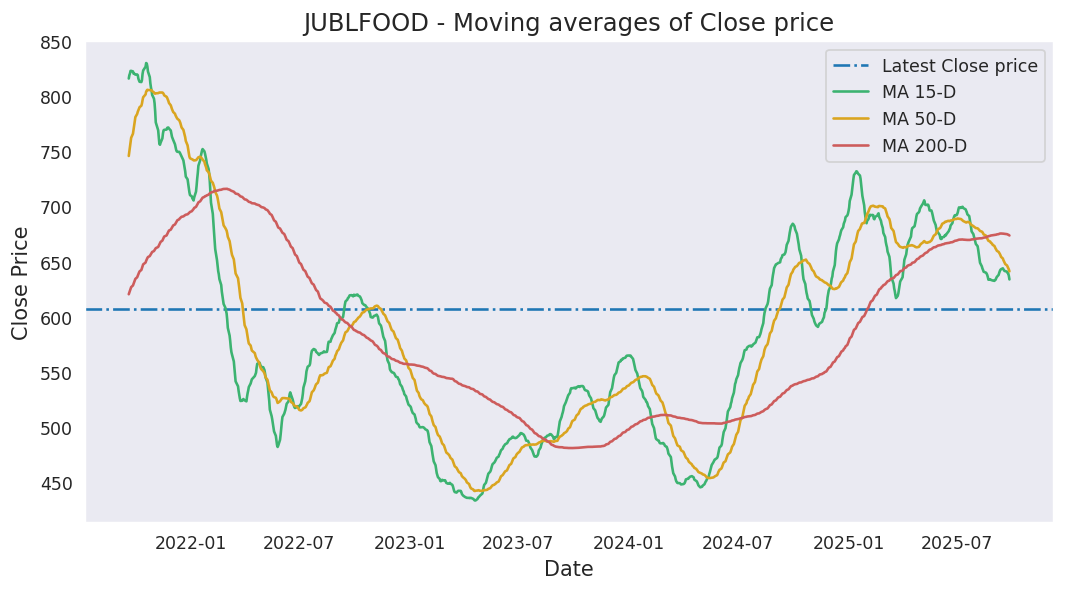 JUBLFOOD - Moving averages of Close price
850
800
750
700
650
600
550
500
450
Close Price
Latest Close price
MA 15-D
MA 50-D
MA 200-D
2022-01
2022-07
2023-01
2023-07
2024-01
2024-07
2025-01
2025-07
Date